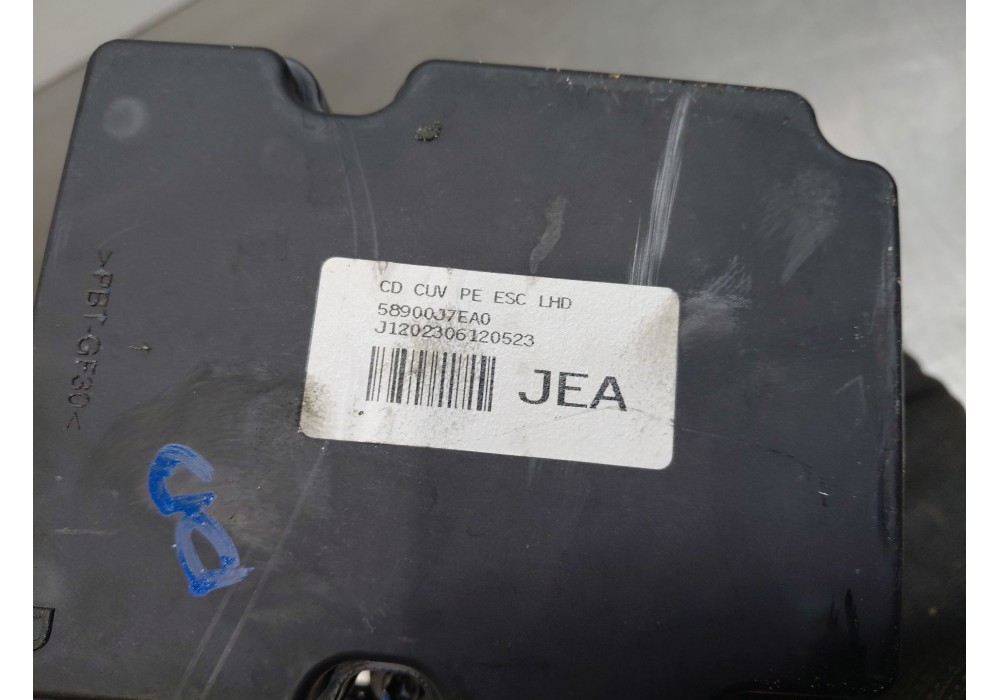 CD CUV PE ESC LHD
58900J7EA0
J1202306120523
JEA
>PBT-GF30<